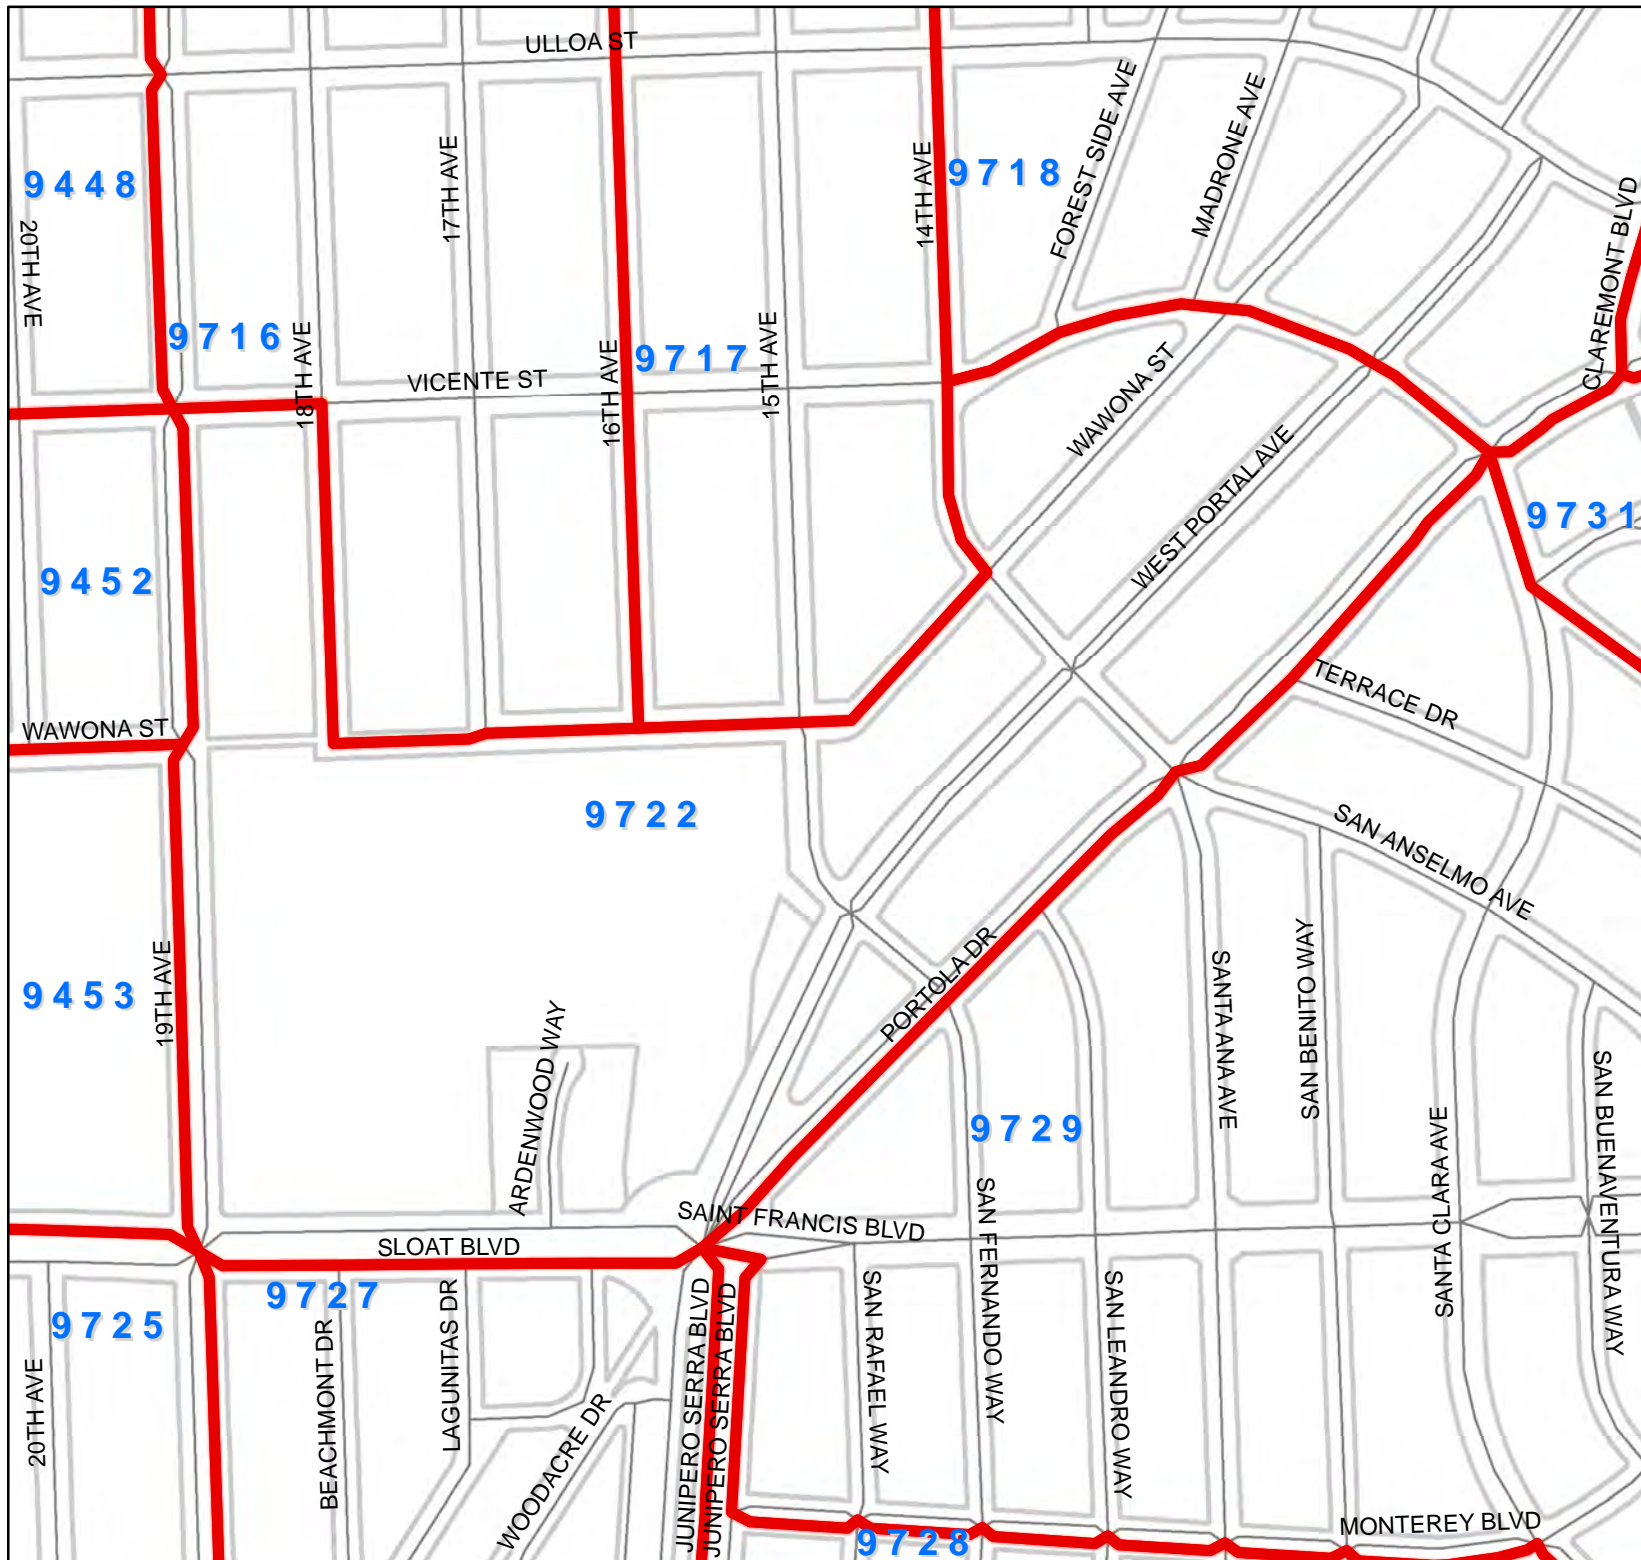 ULLOA ST
9448
20TH AVE
17TH AVE
14TH AVE
9718
FOREST SIDE AVE
MADRONE AVE
CLAREMONT BLVD
9716
18TH AVE
VICENTE ST
16TH AVE
9717
15TH AVE
WAWONA ST
WEST PORTAL AVE
9731
9452
WAWONA ST
TERRACE DR
9722
SAN ANSELMO AVE
9453
19TH AVE
ARDENWOOD WAY
PORTOLA DR
SANTA ANA AVE
SAN BENITO WAY
9729
SANTA CLARA AVE
SAN BUENAVENTURA WAY
SAINT FRANCIS BLVD
SLOAT BLVD
9727
9725
20TH AVE
BEACHMONT DR
LAGUNITAS DR
WOODACRE DR
JUNIPERO SERRA BLVD
JUNIPERO SERRA BLVD
SAN RAFAEL WAY
SAN FERNANDO WAY
SAN LEANDRO WAY
9728
MONTEREY BLVD